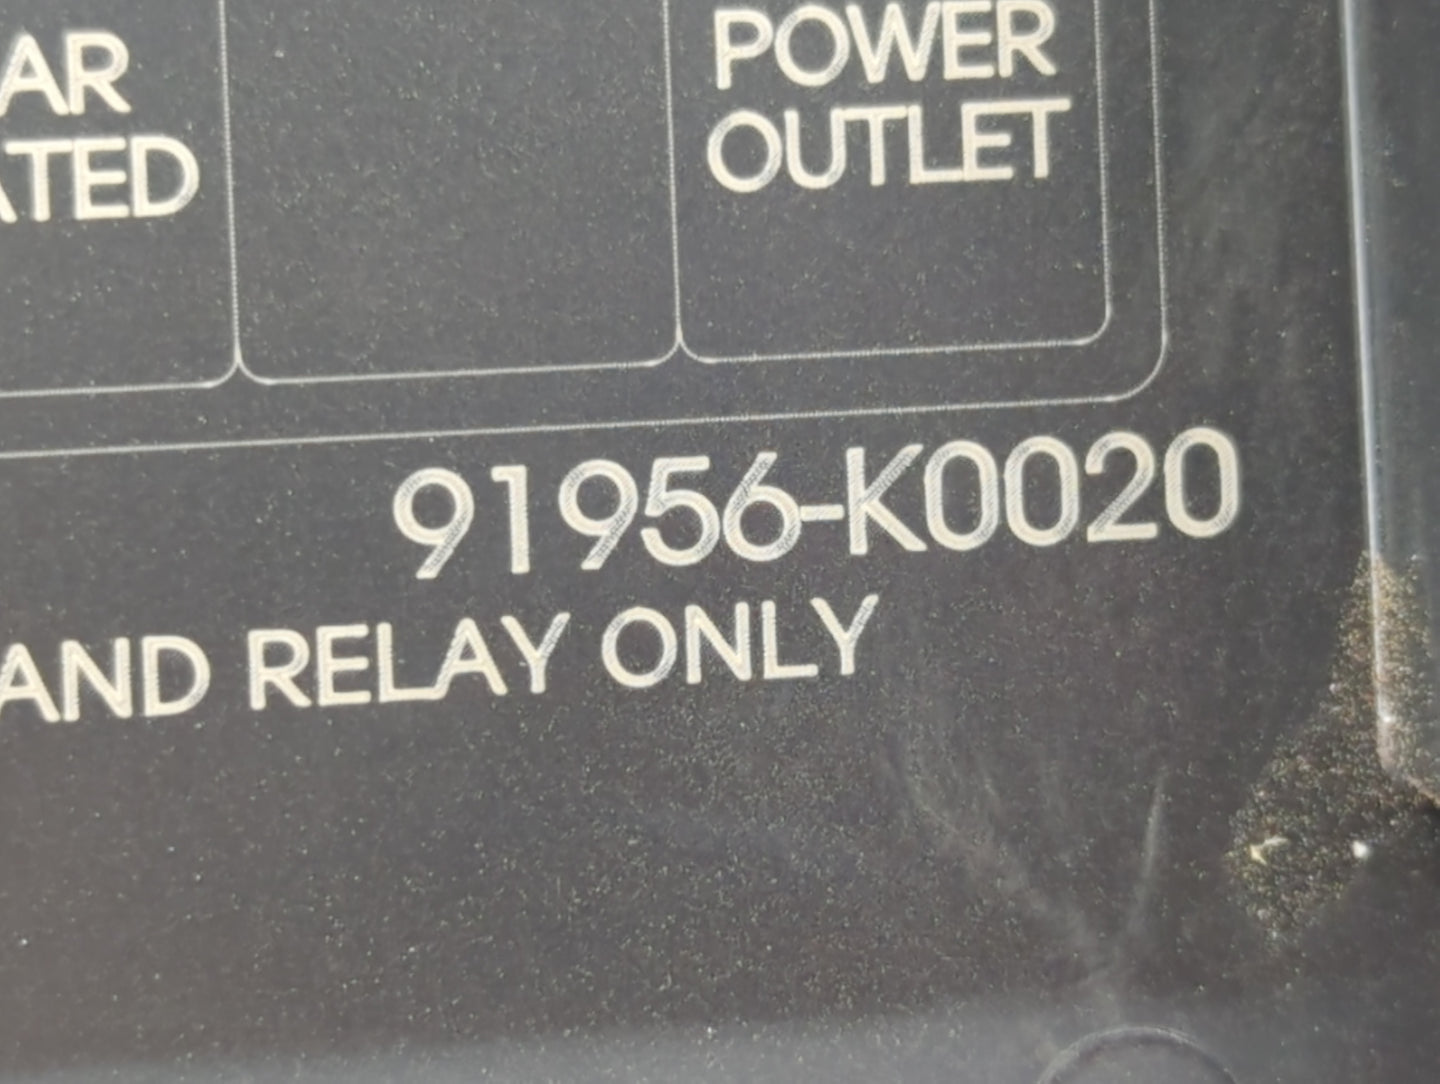 AR
ATED
POWER
OUTLET
91956-K0020
AND RELAY ONLY